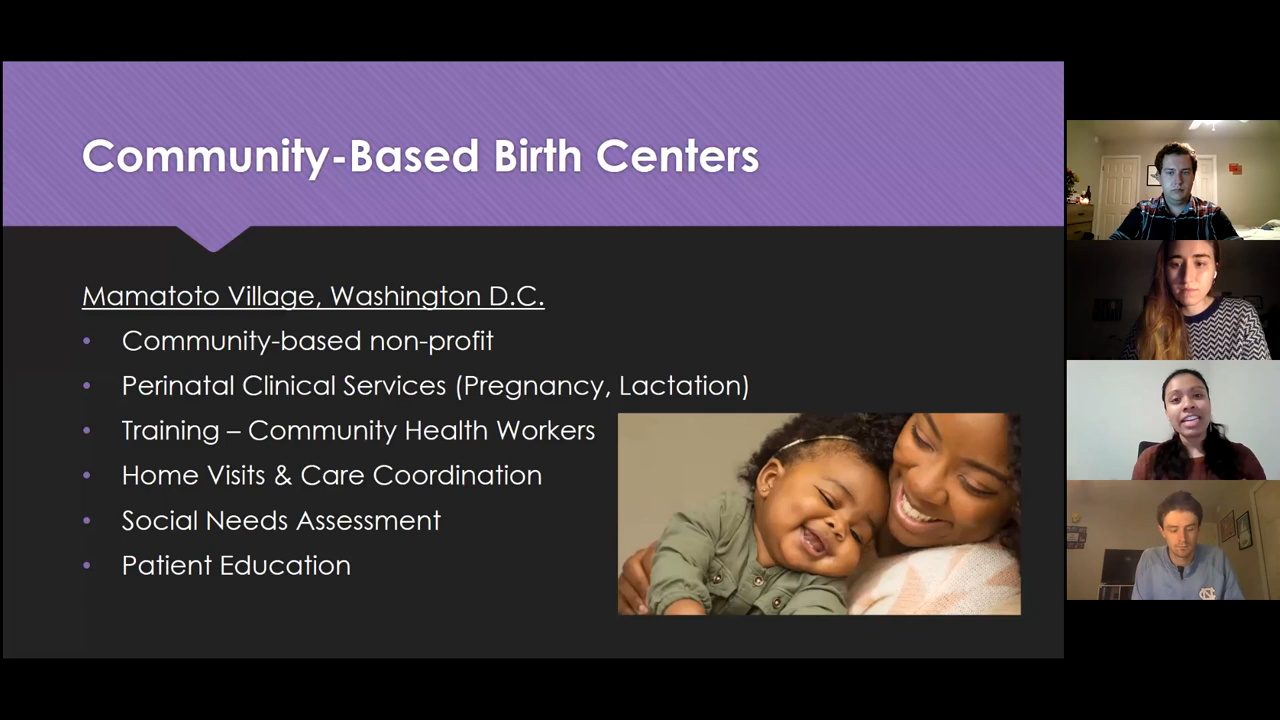 Community-Based Birth Centers
Mamatoto Village, Washington D.C.
• Community-based non-profit
• Perinatal Clinical Services (Pregnancy, Lactation)
• Training – Community Health Workers
• Home Visits & Care Coordination
• Social Needs Assessment
• Patient Education